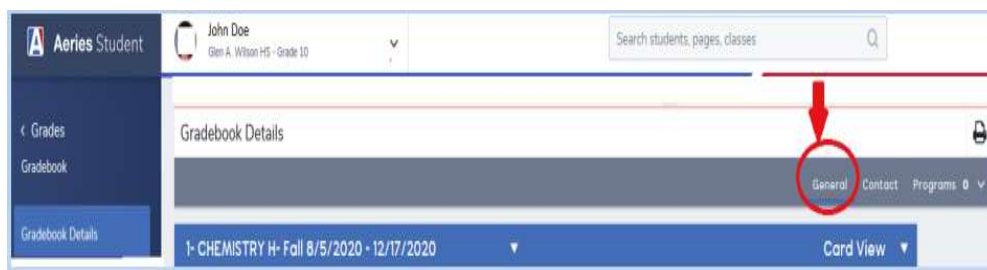 Aeries Student
John Doe
Glen A. Wilson HS - Grade 10
Search students, pages, classes
< Grades
Gradebook
Gradebook Details
Gradebook Details
General Contact Programs 0
1- CHEMISTRY H- Fall 8/5/2020 - 12/17/2020
Card View